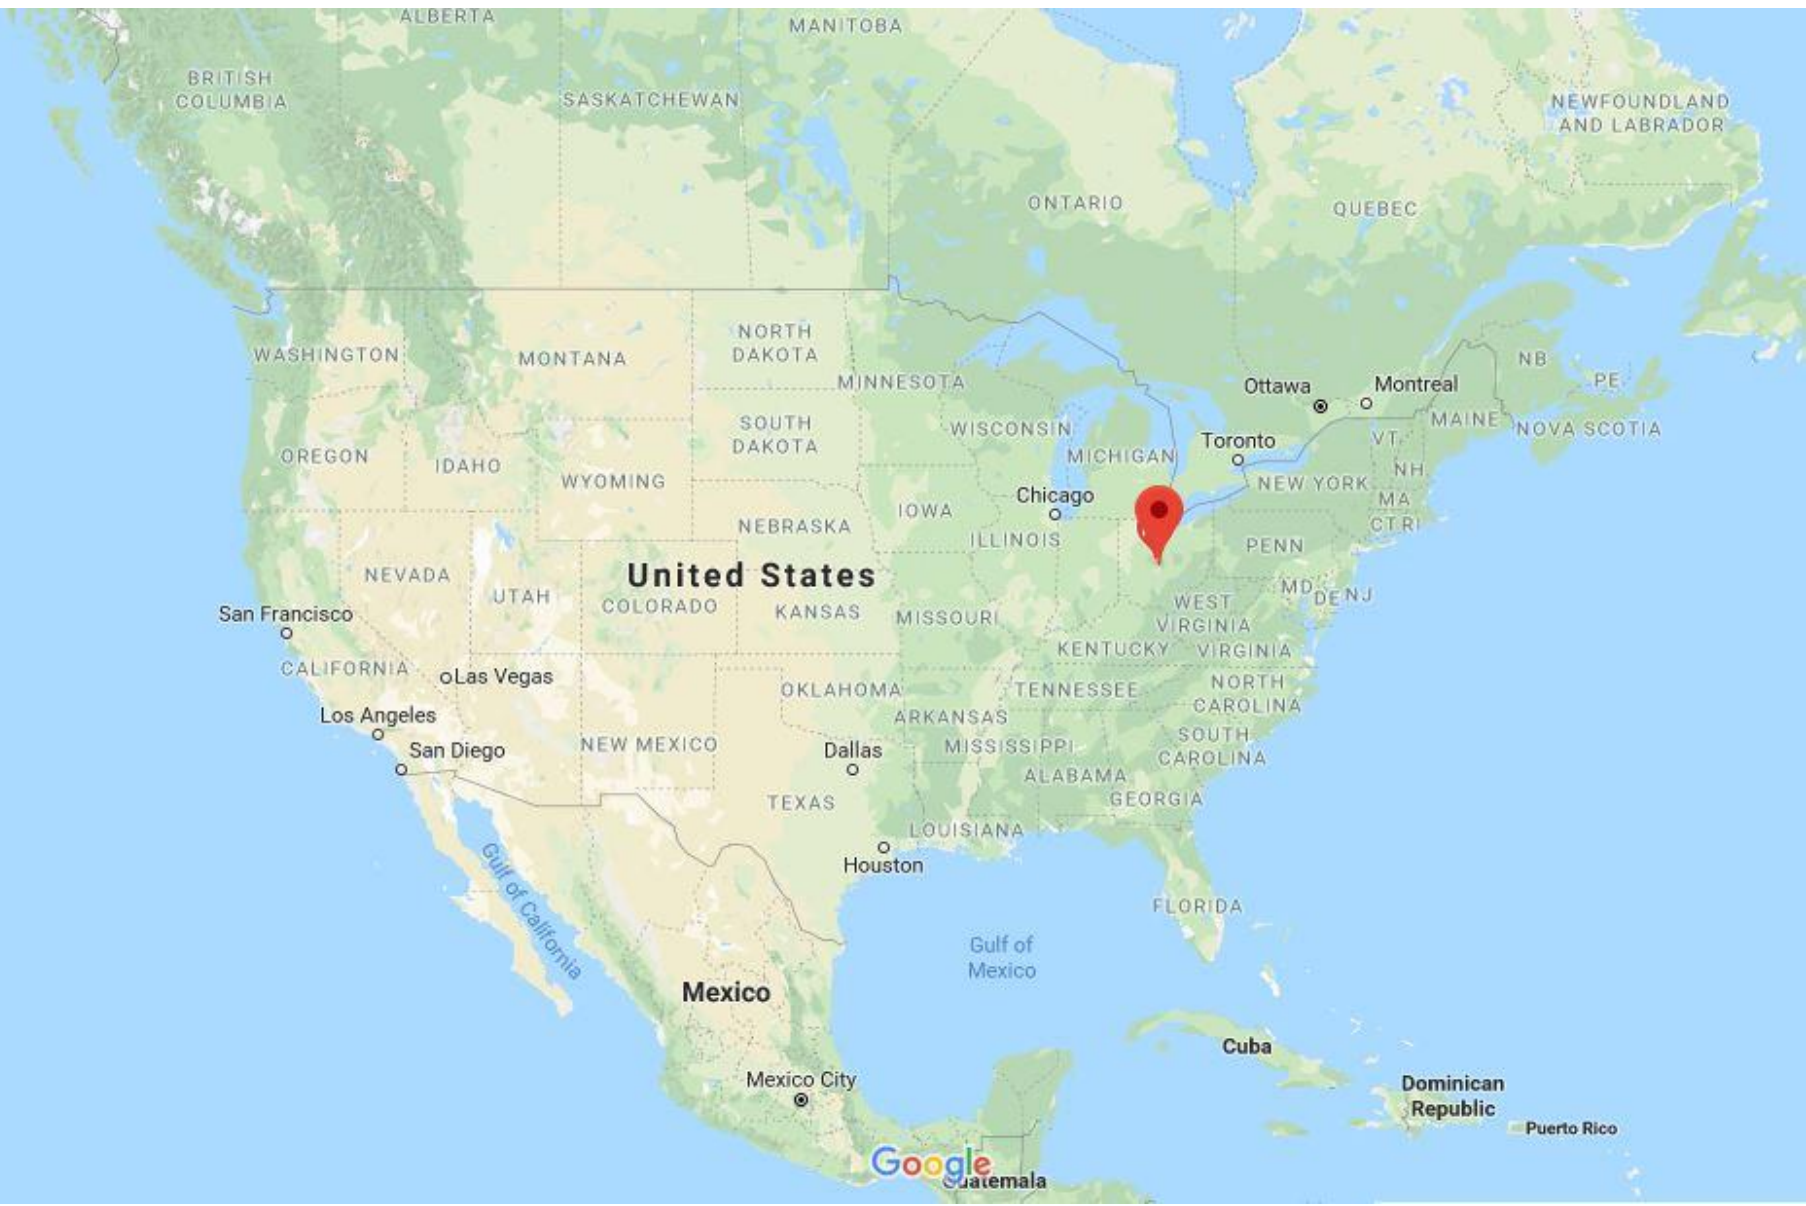 ALBERTA
MANITOBA
BRITISH
COLUMBIA
SASKATCHEWAN
NEWFOUNDLAND
AND LABRADOR
ONTARIO
QUEBEC
NORTH
DAKOTA
WASHINGTON
MONTANA
MINNESOTA
NB
PE
Ottawa
Montreal
MAINE
NOVA SCOTIA
SOUTH
DAKOTA
WISCONSIN
MICHIGAN
Toronto
VT
NH
OREGON
IDAHO
WYOMING
Chicago
NEW YORK
MA
CT RI
IOWA
NEBRASKA
ILLINOIS
PENN
NEVADA
UTAH
United States
COLORADO
KANSAS
MISSOURI
WEST
VIRGINIA
MD
DE
NJ
San Francisco
KENTUCKY
VIRGINIA
CALIFORNIA
Las Vegas
OKLAHOMA
TENNESSEE
NORTH
CAROLINA
Los Angeles
ARKANSAS
San Diego
NEW MEXICO
Dallas
MISSISSIPPI
SOUTH
CAROLINA
ALABAMA
TEXAS
GEORGIA
LOUISIANA
Houston
Gulf of California
FLORIDA
Gulf of
Mexico
Mexico
Cuba
Mexico City
Dominican
Republic
Puerto Rico
Google
Guatemala